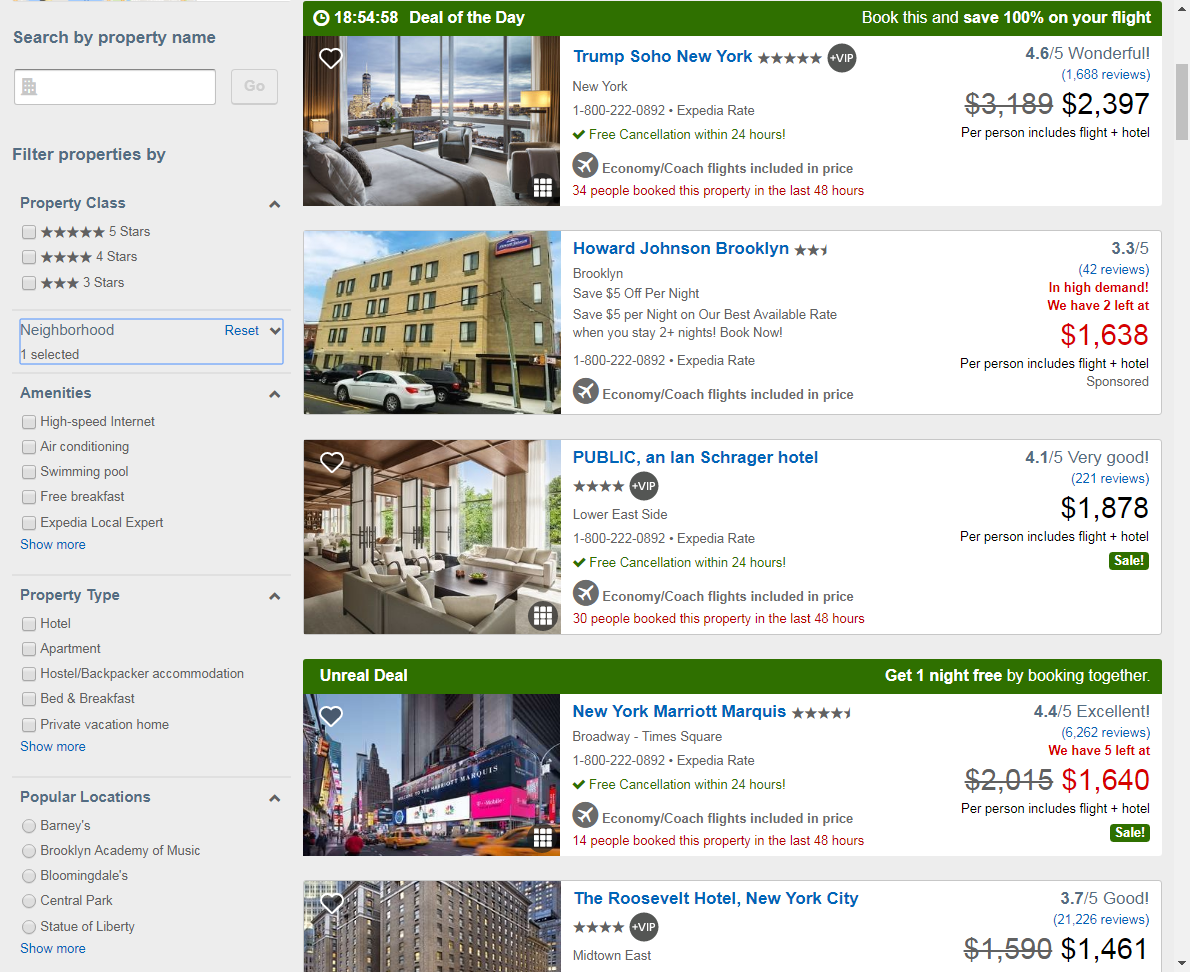 Search by property name
Go
Filter properties by
Property Class
5 Stars
4 Stars
3 Stars
Neighborhood Reset
1 selected
Amenities
High-speed Internet
Air conditioning
Swimming pool
Free breakfast
Expedia Local Expert
Show more
Property Type
Hotel
Apartment
Hostel/Backpacker accommodation
Bed & Breakfast
Private vacation home
Show more
Popular Locations
Barney's
Brooklyn Academy of Music
Bloomingdale's
Central Park
Statue of Liberty
Show more
18:54:58 Deal of the Day Book this and save 100% on your flight
Trump Soho New York +VIP
New York
1-800-222-0892 • Expedia Rate
Free Cancellation within 24 hours!
Economy/Coach flights included in price
34 people booked this property in the last 48 hours
4.6/5 Wonderful!
(1,688 reviews)
$3,189 $2,397
Per person includes flight + hotel
Howard Johnson Brooklyn
Brooklyn
Save $5 Off Per Night
Save $5 per Night on Our Best Available Rate
when you stay 2+ nights! Book Now!
1-800-222-0892 • Expedia Rate
Economy/Coach flights included in price
3.3/5
(42 reviews)
In high demand!
We have 2 left at
$1,638
Per person includes flight + hotel
Sponsored
PUBLIC, an Ian Schrager hotel
+VIP
Lower East Side
1-800-222-0892 • Expedia Rate
Free Cancellation within 24 hours!
Economy/Coach flights included in price
30 people booked this property in the last 48 hours
4.1/5 Very good!
(221 reviews)
$1,878
Per person includes flight + hotel
Sale!
Unreal Deal Get 1 night free by booking together.
MARRIOTT MARQUIS
T-Mobile
New York Marriott Marquis
Broadway - Times Square
1-800-222-0892 • Expedia Rate
Free Cancellation within 24 hours!
Economy/Coach flights included in price
14 people booked this property in the last 48 hours
4.4/5 Excellent!
(6,262 reviews)
We have 5 left at
$2,015 $1,640
Per person includes flight + hotel
Sale!
The Roosevelt Hotel, New York City
+VIP
Midtown East
3.7/5 Good!
(21,226 reviews)
$1,590 $1,461